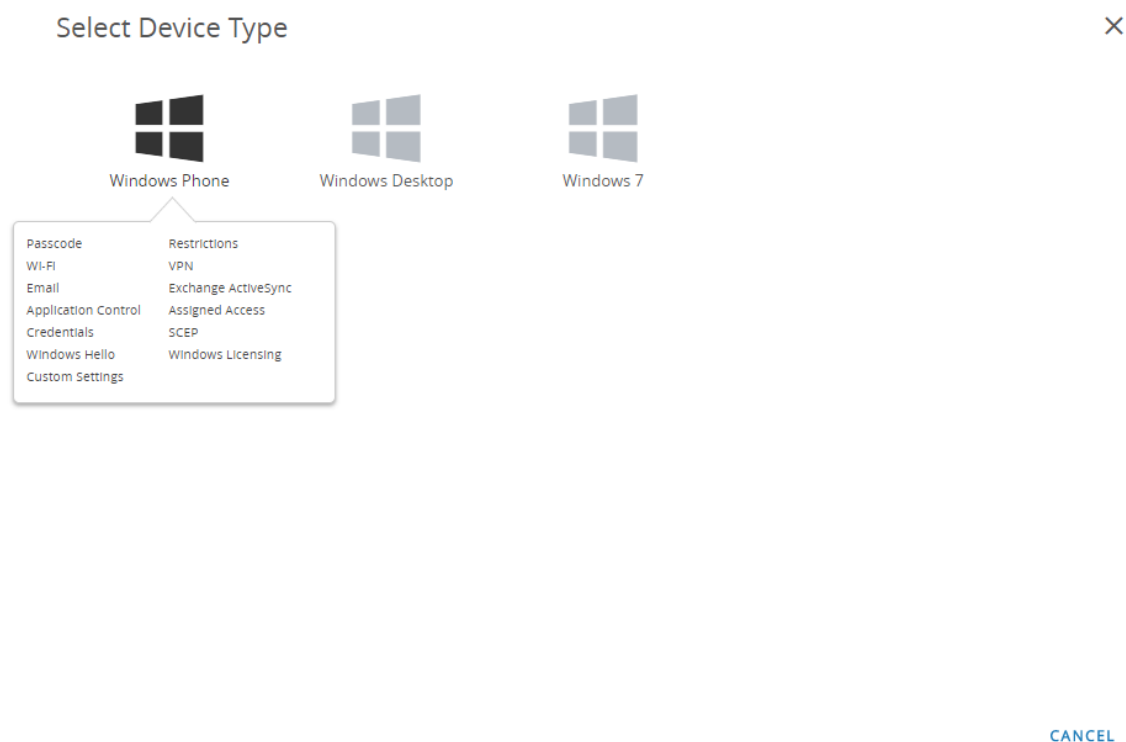 Select Device Type
Windows Phone
Windows Desktop
Windows 7
Passcode
Restrictions
Wi-Fi
VPN
Email
Exchange ActiveSync
Application Control
Assigned Access
Credentials
SCEP
Windows Hello
Windows Licensing
Custom Settings
CANCEL